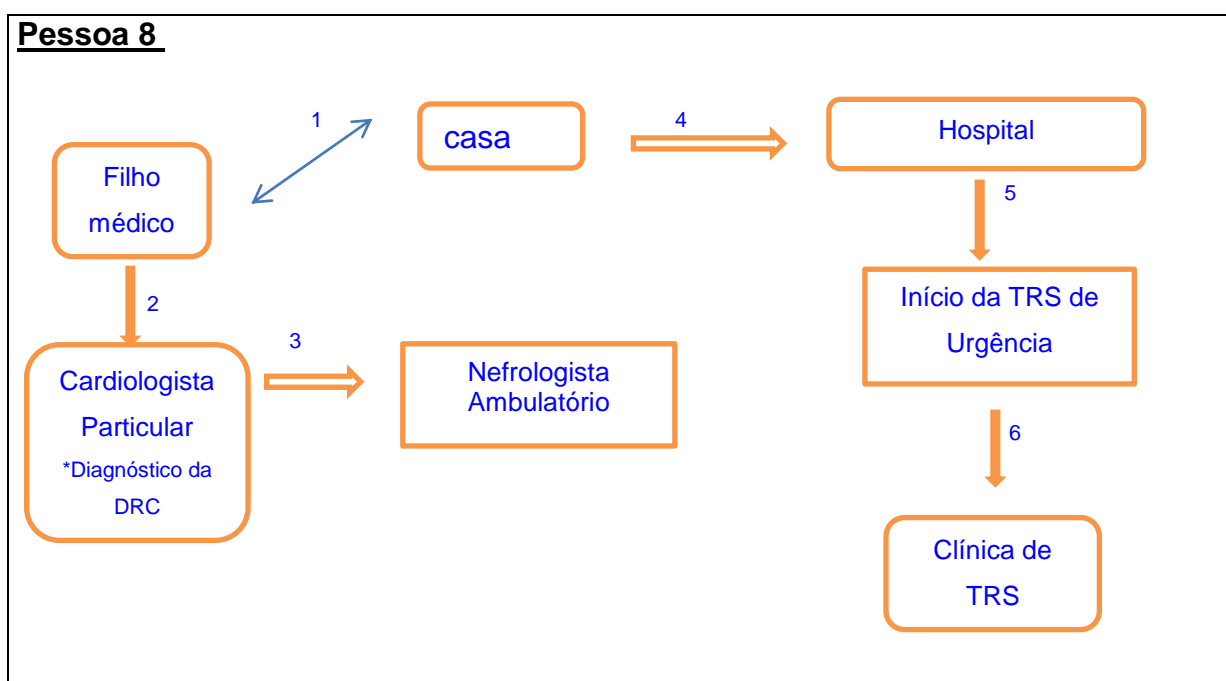 Pessoa 8
1
casa
4
Hospital
Filho
médico
5
2
Início da TRS de
Urgência
3
Cardiologista
Particular
*Diagnóstico da
DRC
Nefrologista
Ambulatório
6
Clínica de
TRS